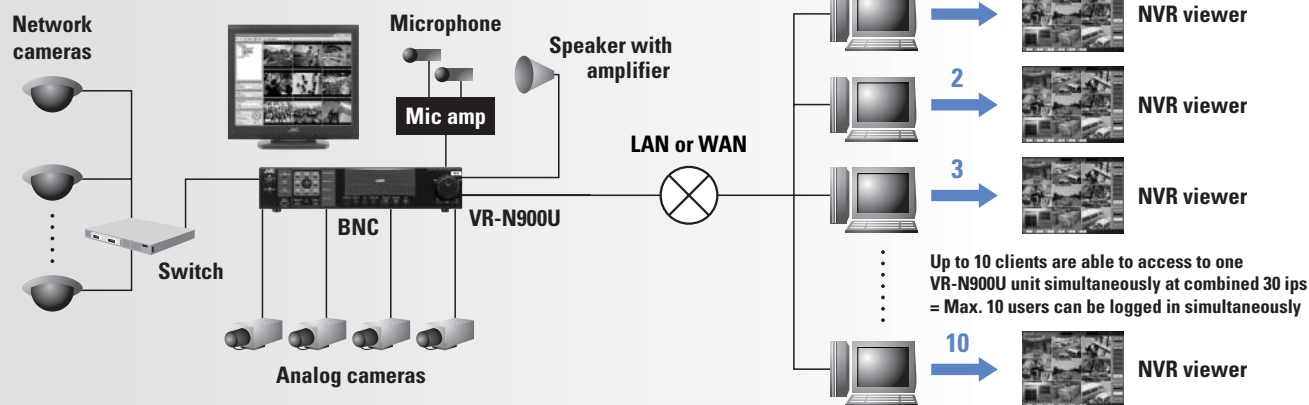 Network
cameras
Microphone
Speaker with
amplifier
Mic amp
LAN or WAN
BNC
VR-N900U
Switch
Analog cameras
NVR viewer
2
NVR viewer
3
NVR viewer
Up to 10 clients are able to access to one
VR-N900U unit simultaneously at combined 30 ips
= Max. 10 users can be logged in simultaneously
10
NVR viewer